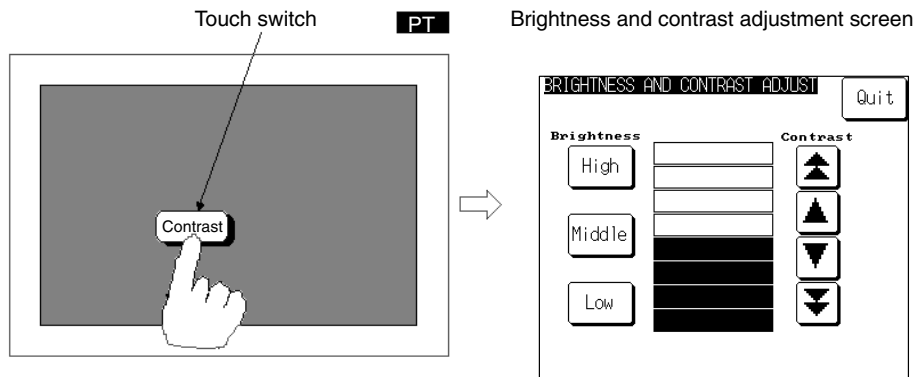 Touch switch
PT
Brightness and contrast adjustment screen
Contrast
BRIGHTNESS AND CONTRAST ADJUST
Quit
Brightness
Contrast
High
Middle
Low